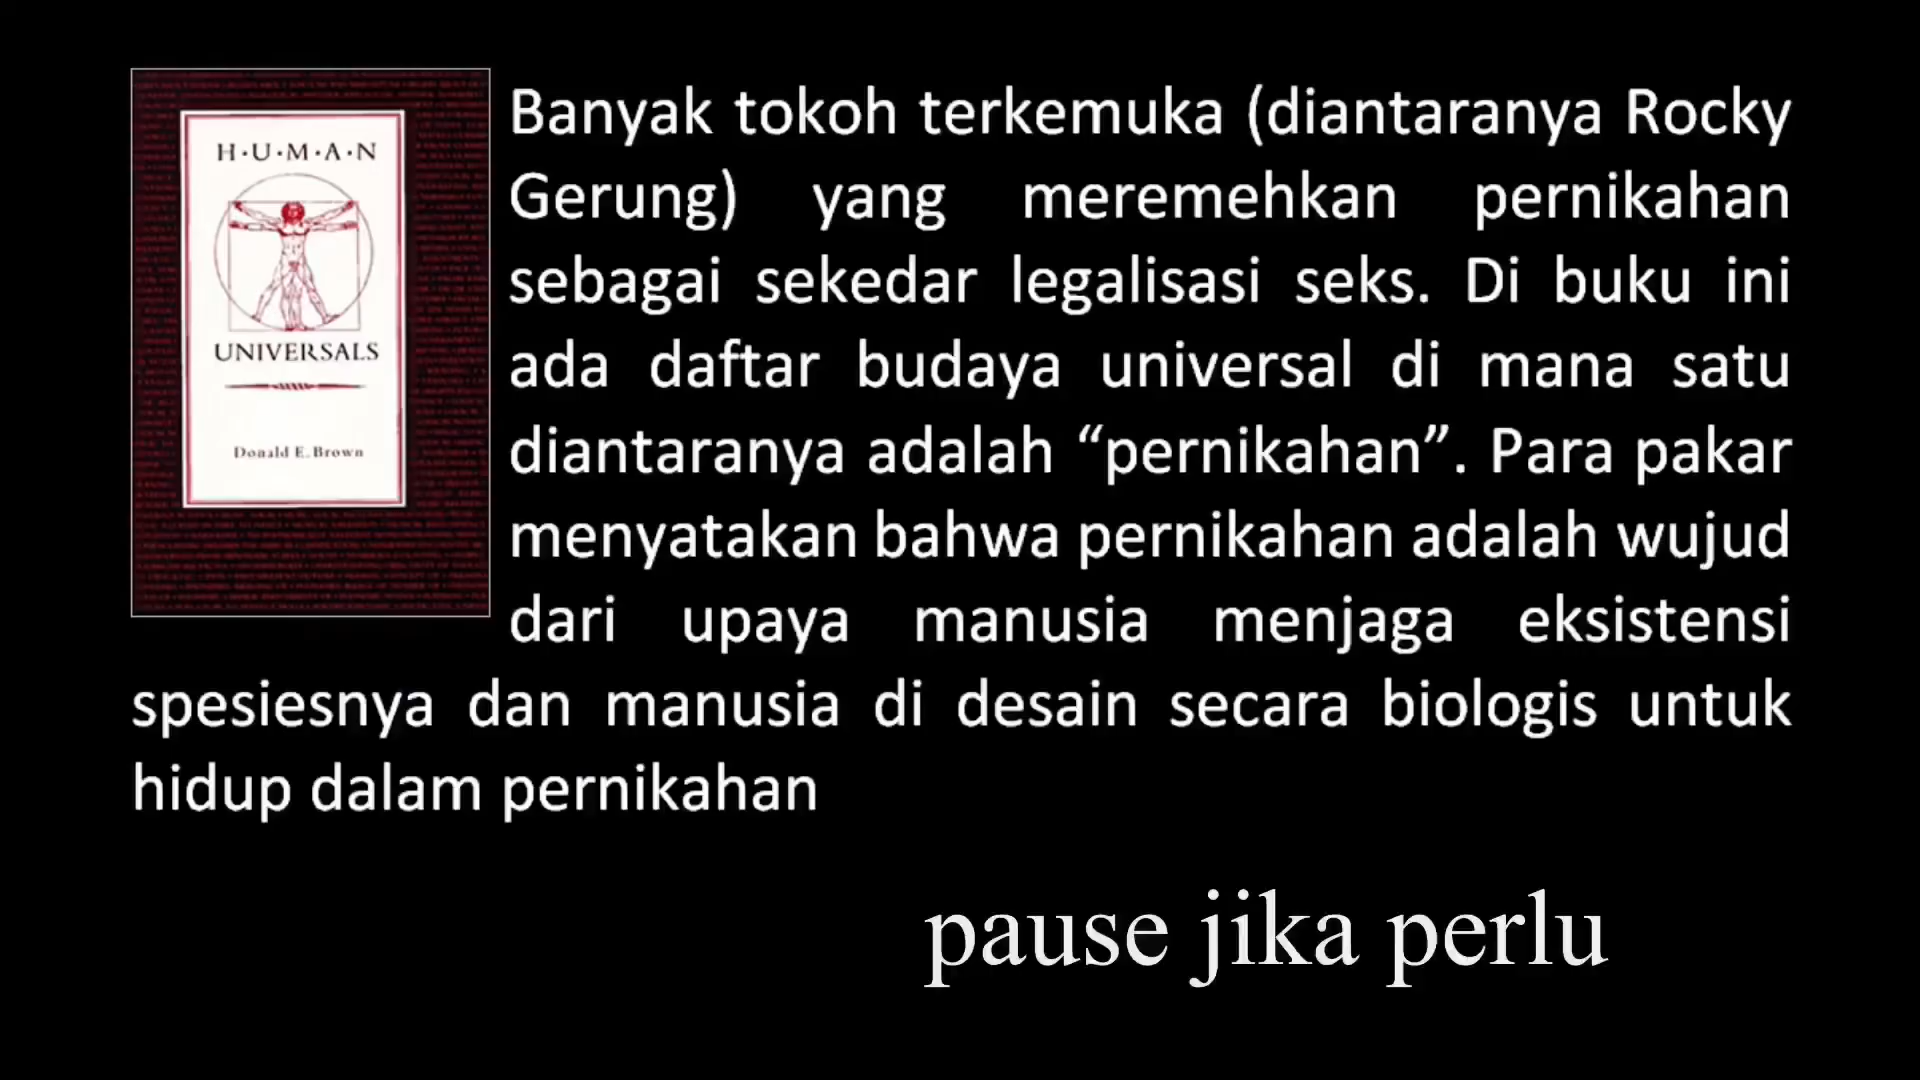 H·U·M·A·N
UNIVERSALS
Donald E. Brown
Banyak tokoh terkemuka (diantaranya Rocky
Gerung) yang meremehkan pernikahan
sebagai sekedar legalisasi seks. Di buku ini
ada daftar budaya universal di mana satu
diantaranya adalah “pernikahan”. Para pakar
menyatakan bahwa pernikahan adalah wujud
dari upaya manusia menjaga eksistensi
spesiesnya dan manusia di desain secara biologis untuk
hidup dalam pernikahan
pause jika perlu